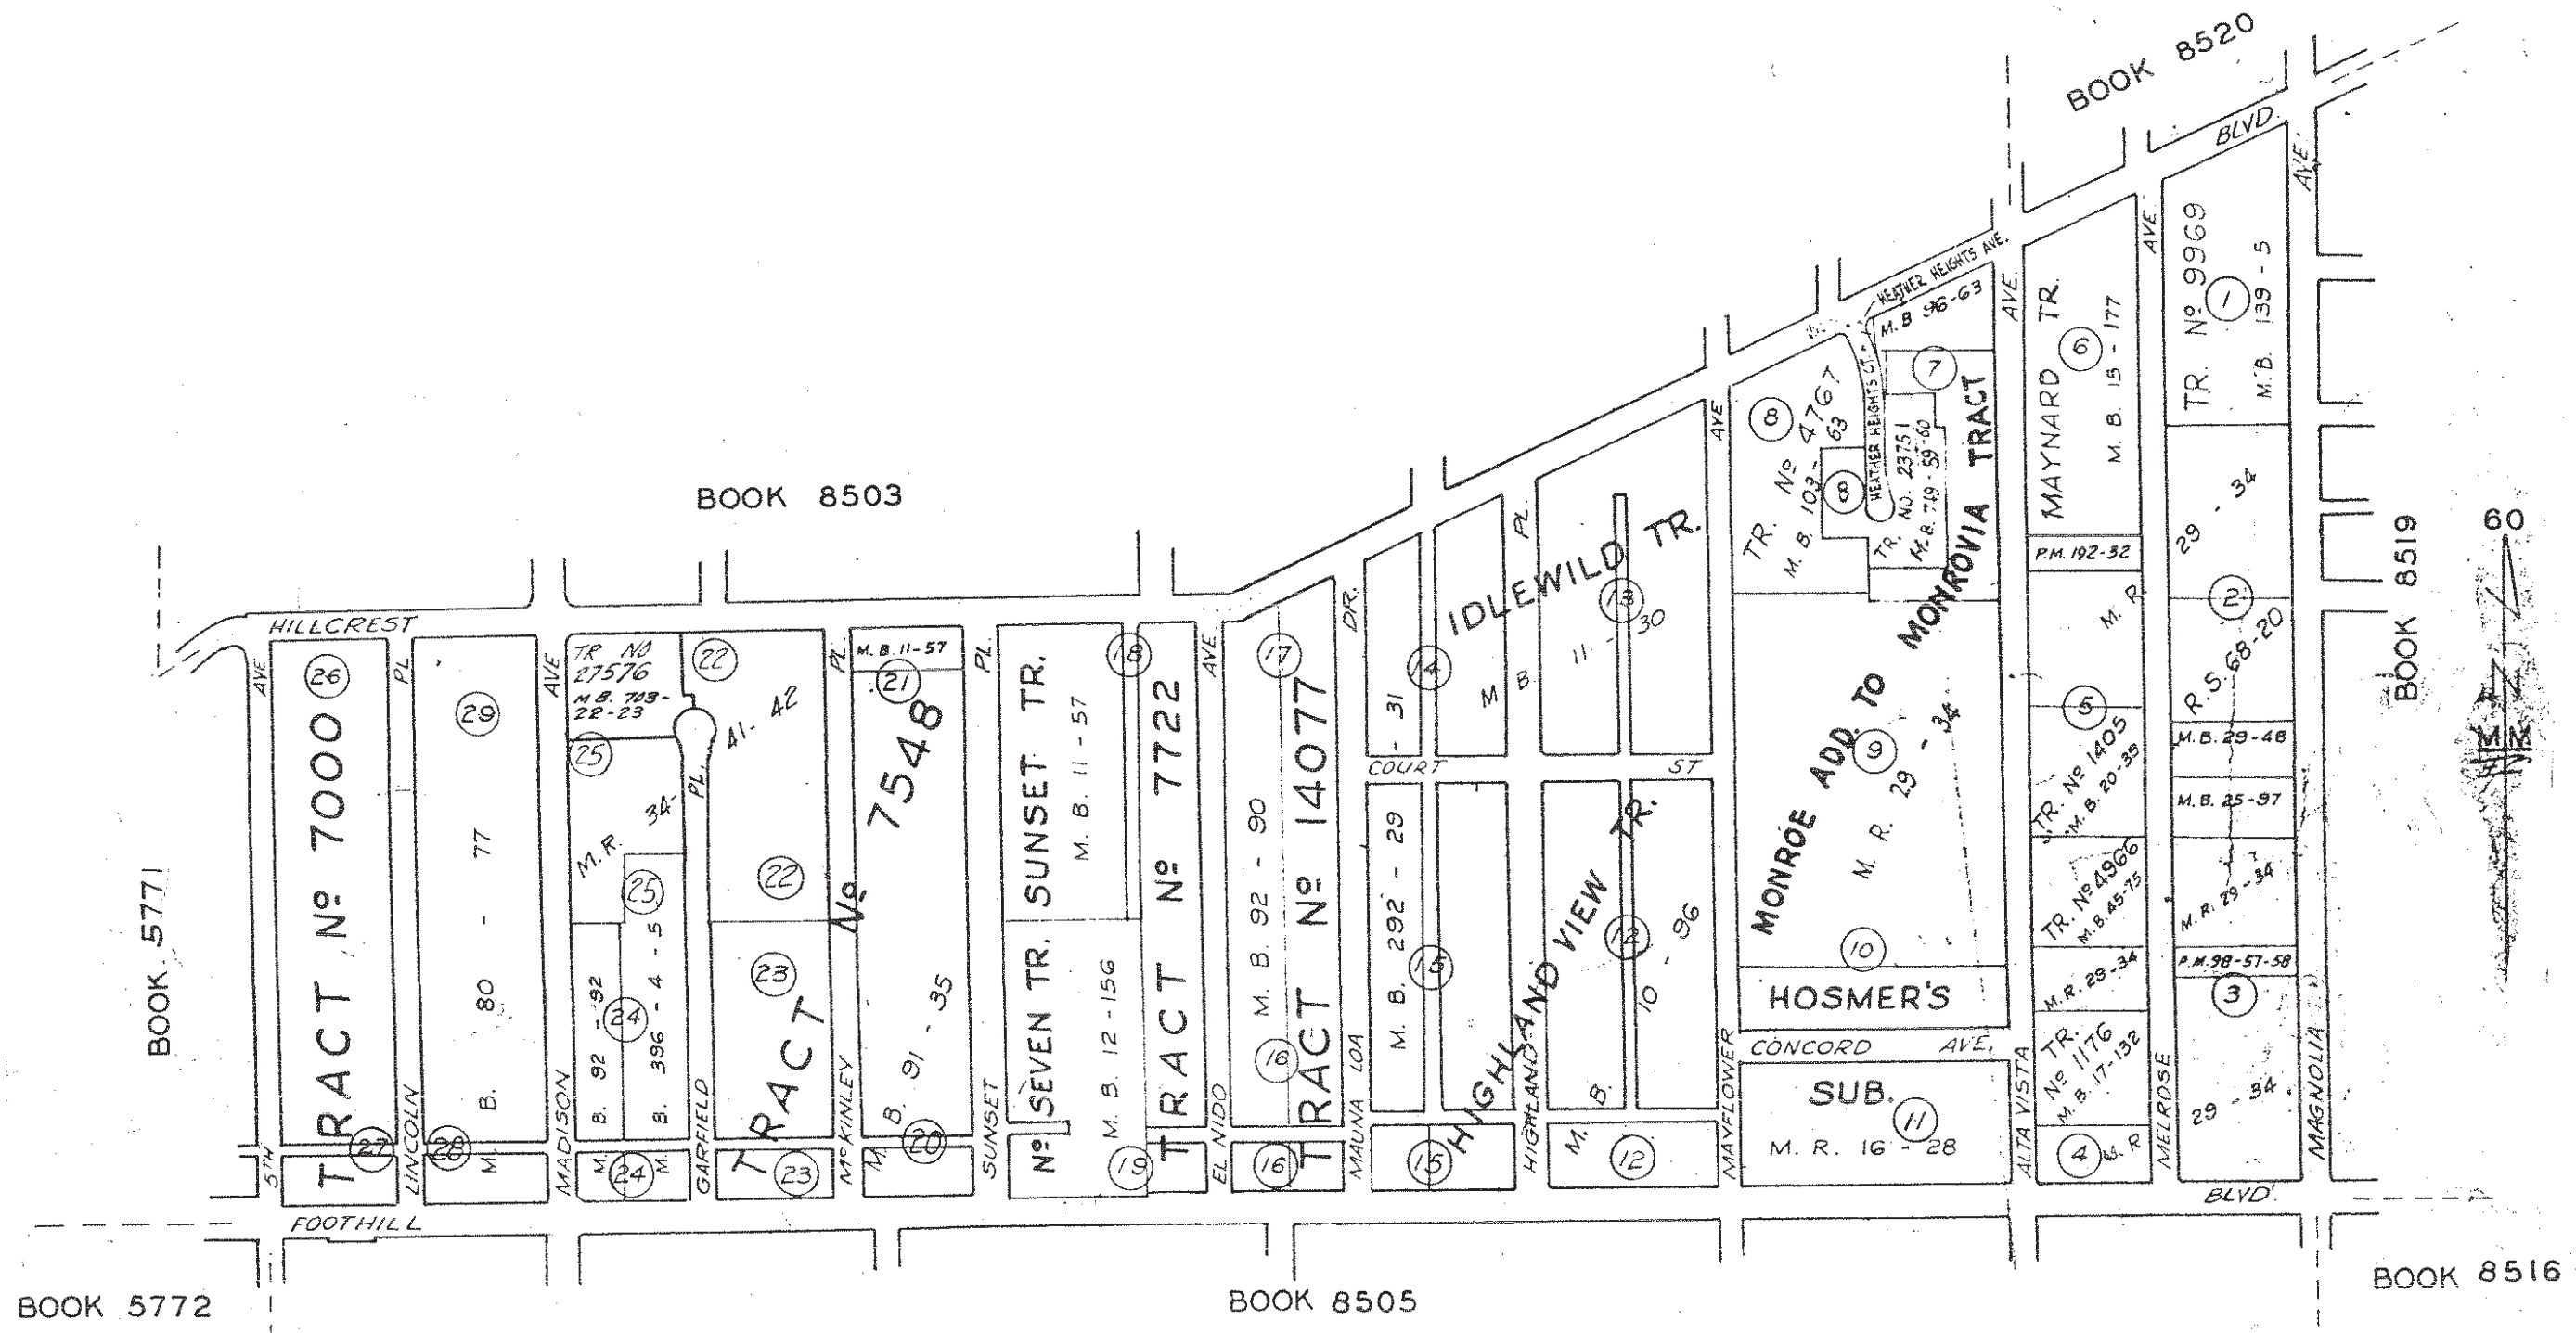 BOOK 8520
BLVD.
AVE.
HEATHER HEIGHTS AVE.
M.B 96-63
AVE.
AVE.
TR. Nº 9969
M.B. 139-5
1
MAYNARD TR.
M. B. 15 - 177
6
7
HEATHER HEIGHTS CT.
TR. Nº 4767
M. B. 103-63
8
8
TR. NO. 23751
M.B. 749-59-60
MONROE ADD. TO MONROVIA TRACT
AVE
P.M. 192-32
29 - 34
2
R.S. 68-20
M. R
5
TR. Nº 1405
M.B. 20-39
M.B. 29-48
M.B. 25-97
TR. Nº 4966
M.B. 45-75
M.R. 29-34
M.R. 29-34
P.M. 98-57-58
3
29 - 34
TR.
Nº 1176
M.B. 17-132
4
M.R
BOOK 8519
60
BOOK 8503
HILLCREST
AVE
26
PL
29
AVE
TR NO
27576
M B. 703-
22-23
22
41- 42
PL
M.B. 11-57
21
7548
PL.
SUNSET TR.
M. B. 11 - 57
18
AVE.
17
DR.
14
- 31
IDLEWILD TR.
M. B. 11 - 30
13
PL.
COURT ST
TRACT Nº 7000
80 - 77
M. B.
25
M.R. 34-
PL.
25
22
23
24
M. B. 92 - 92
M. B. 396 - 4 - 5
TRACT Nº
M. B. 91 - 35
Nº SEVEN TR.
M. B. 12 - 156
TRACT Nº 7722
M. B. 92 - 90
16
TRACT Nº 14077
M. B. 292 - 29
15
HIGHLAND VIEW TR.
M. B. 10 - 96
12
9
M. R. 29 - 34
10
HOSMER'S
CONCORD AVE.
SUB.
M. R. 16 - 28
11
BOOK 5771
27
28
24
23
20
19
16
15
12
5TH
LINCOLN
MADISON
GARFIELD
McKINLEY
SUNSET
EL NIDO
MAUNA LOA
HIGHLAND
MAYFLOWER
ALTA VISTA
MELROSE
MAGNOLIA
FOOTHILL
BLVD.
BOOK 5772
BOOK 8505
BOOK 8516